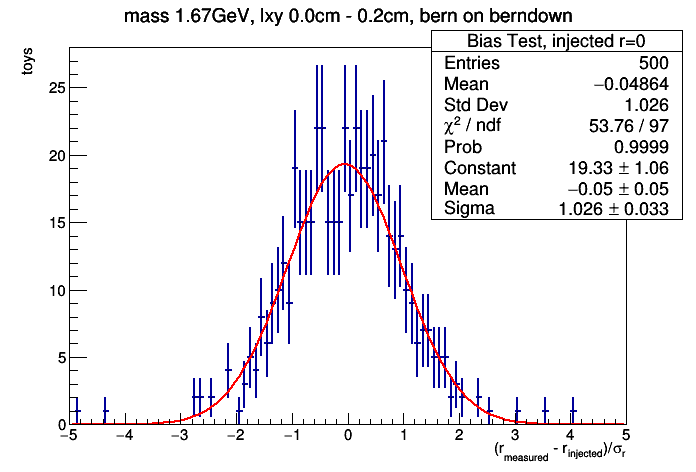 mass 1.67GeV, lxy 0.0cm - 0.2cm, bern on berndown
Bias Test, injected r=0
Entries 500
Mean −0.04864
Std Dev 1.026
χ² / ndf 53.76 / 97
Prob 0.9999
Constant 19.33 ± 1.06
Mean −0.05 ± 0.05
Sigma 1.026 ± 0.033
toys
25
20
15
10
5
0
−5 −4 −3 −2 −1 0 1 2 3 4 5
(r_measured - r_injected)/σ_r